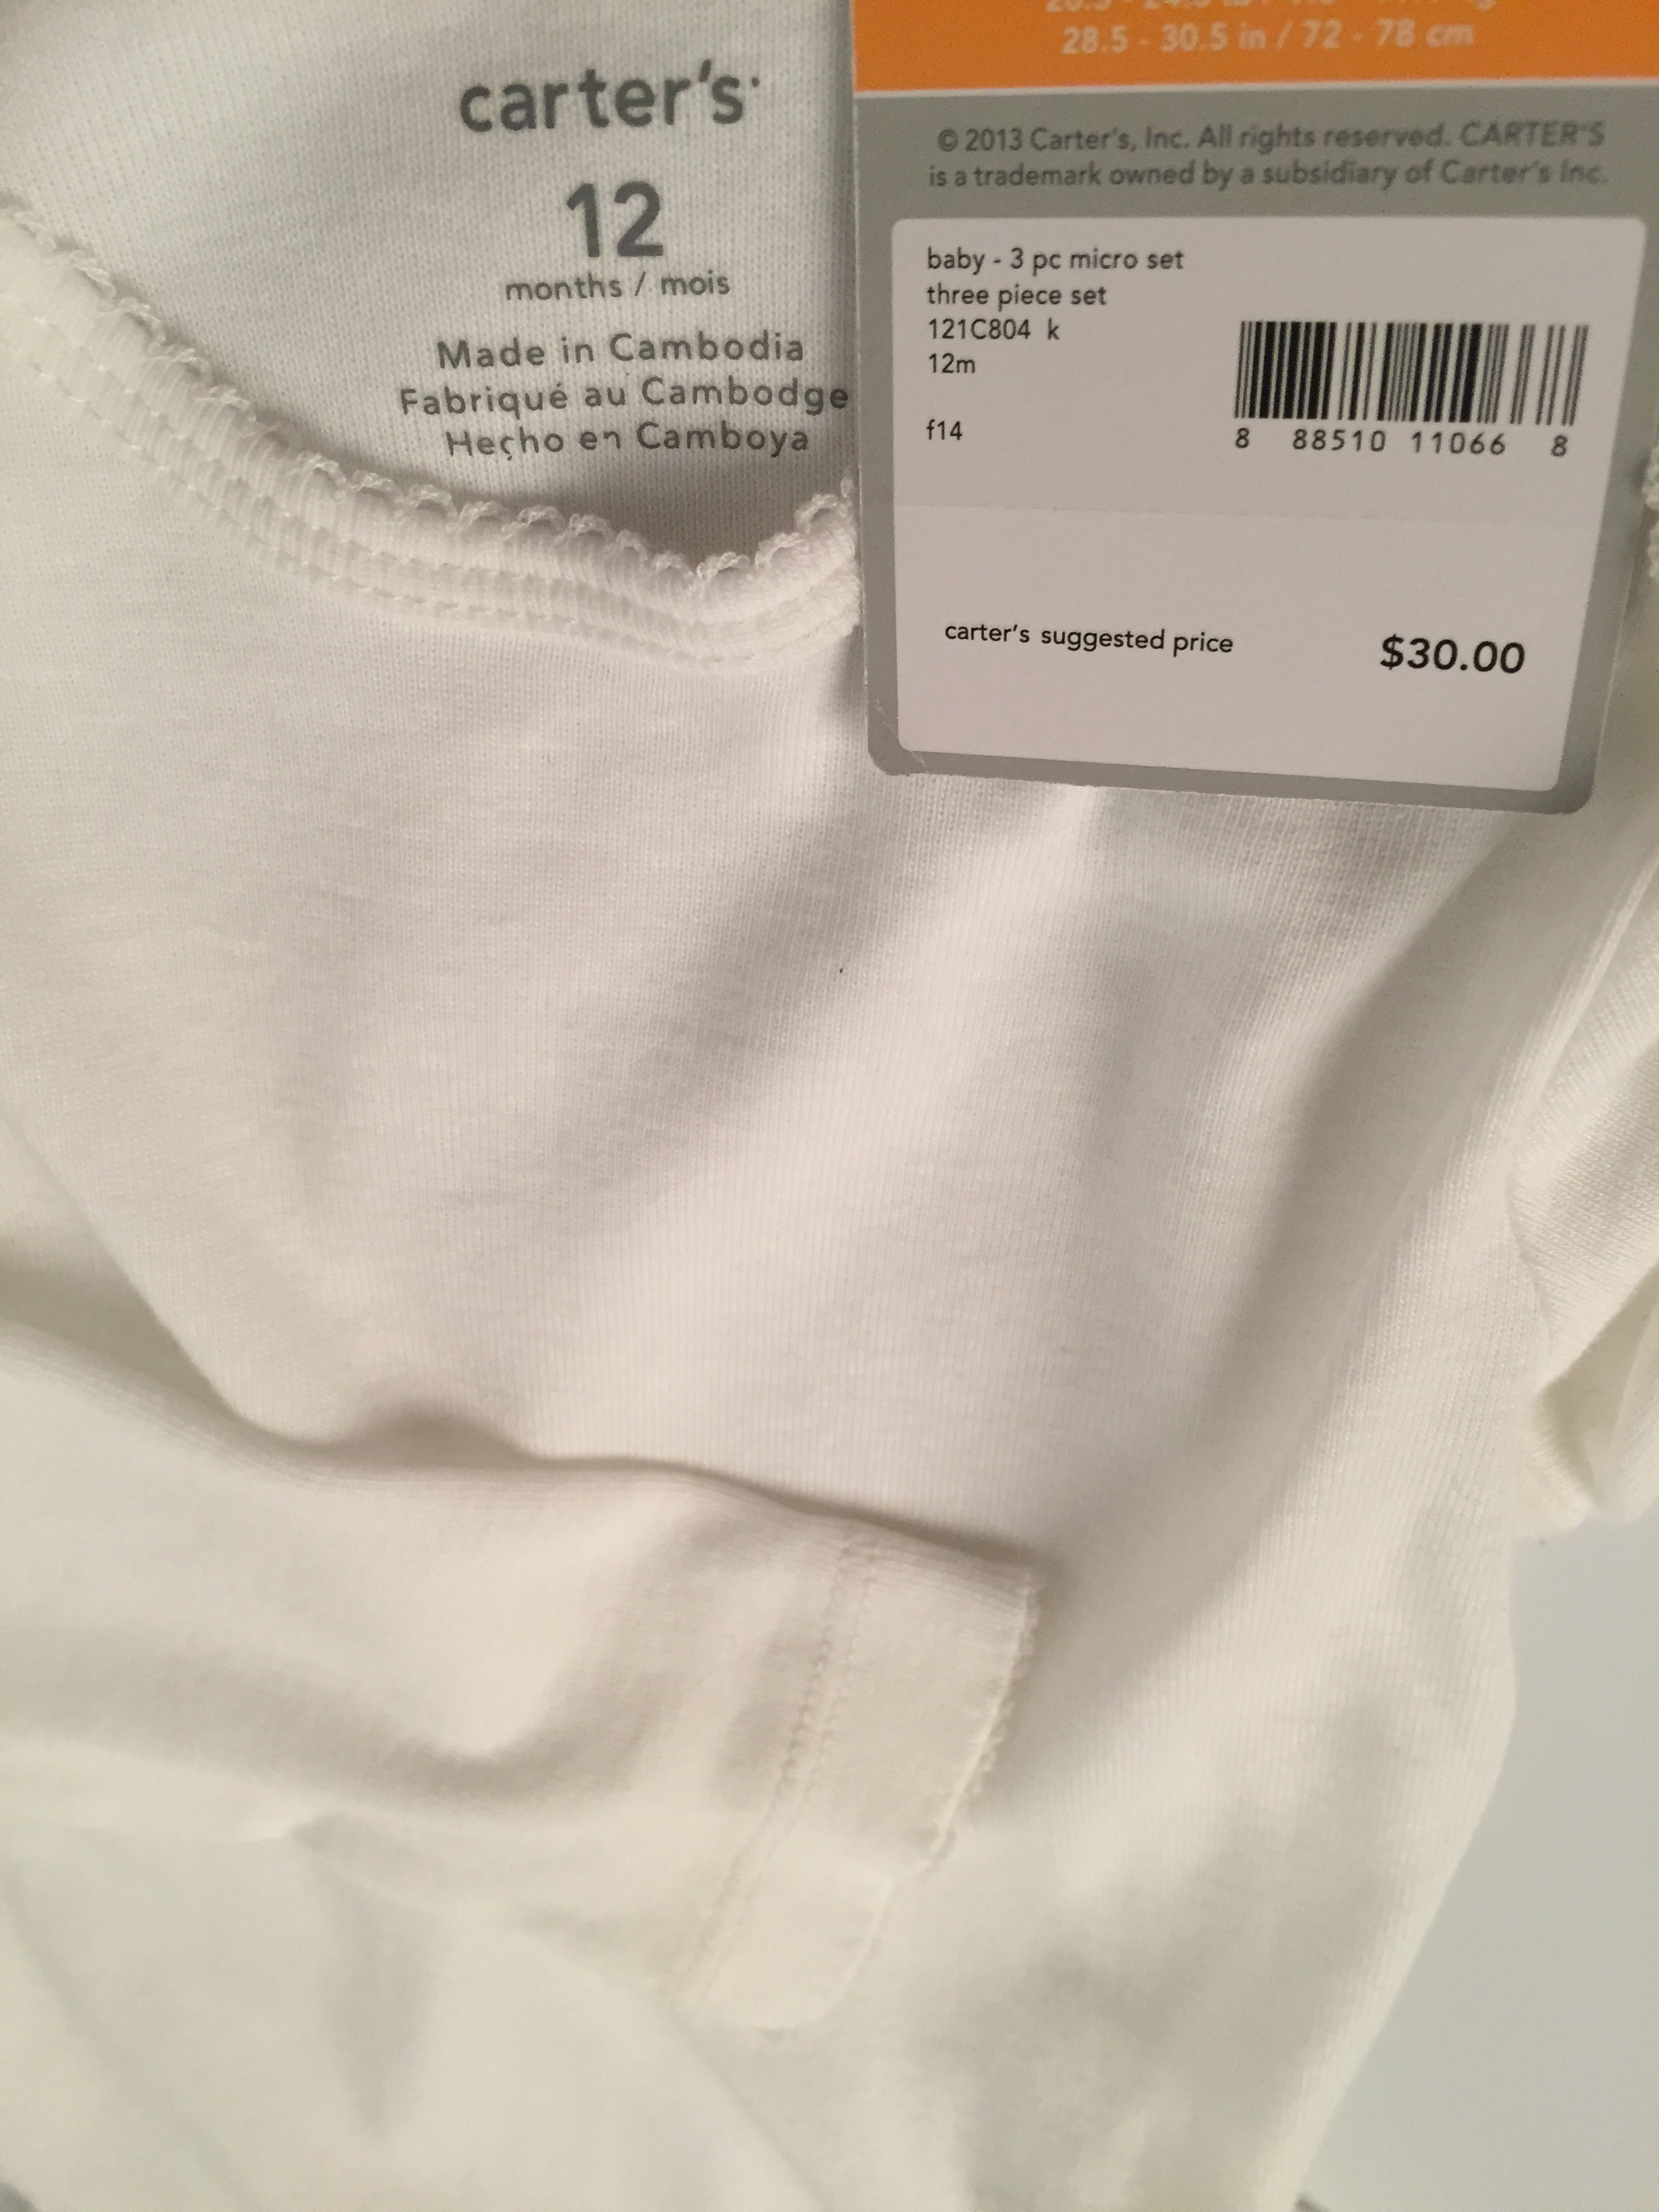 carter's
12
months / mois
Made in Cambodia
Fabriqué au Cambodge
Hecho en Camboya
28.5 - 30.5 in / 72 - 78 cm
© 2013 Carter's, Inc. All rights reserved. CARTER'S
is a trademark owned by a subsidiary of Carter's Inc.
baby - 3 pc micro set
three piece set
121C804 k
12m
f14
8 88510 11066 8
carter's suggested price $30.00